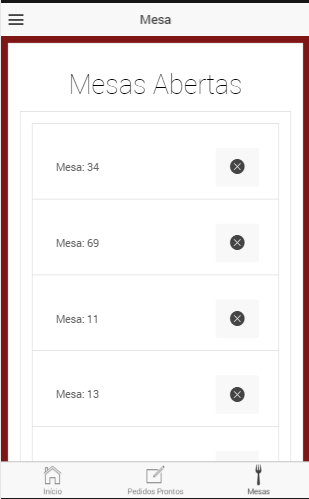 Mesa
Mesas Abertas
Mesa: 34
Mesa: 69
Mesa: 11
Mesa: 13
Início
Pedidos Prontos
Mesas